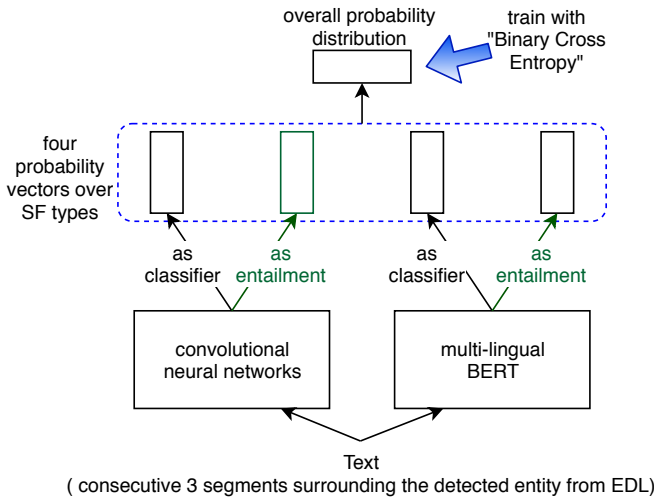 overall probability
distribution
train with
"Binary Cross
Entropy"
four
probability
vectors over
SF types
as
classifier
as
entailment
as
classifier
as
entailment
convolutional
neural networks
multi-lingual
BERT
Text
( consecutive 3 segments surrounding the detected entity from EDL)